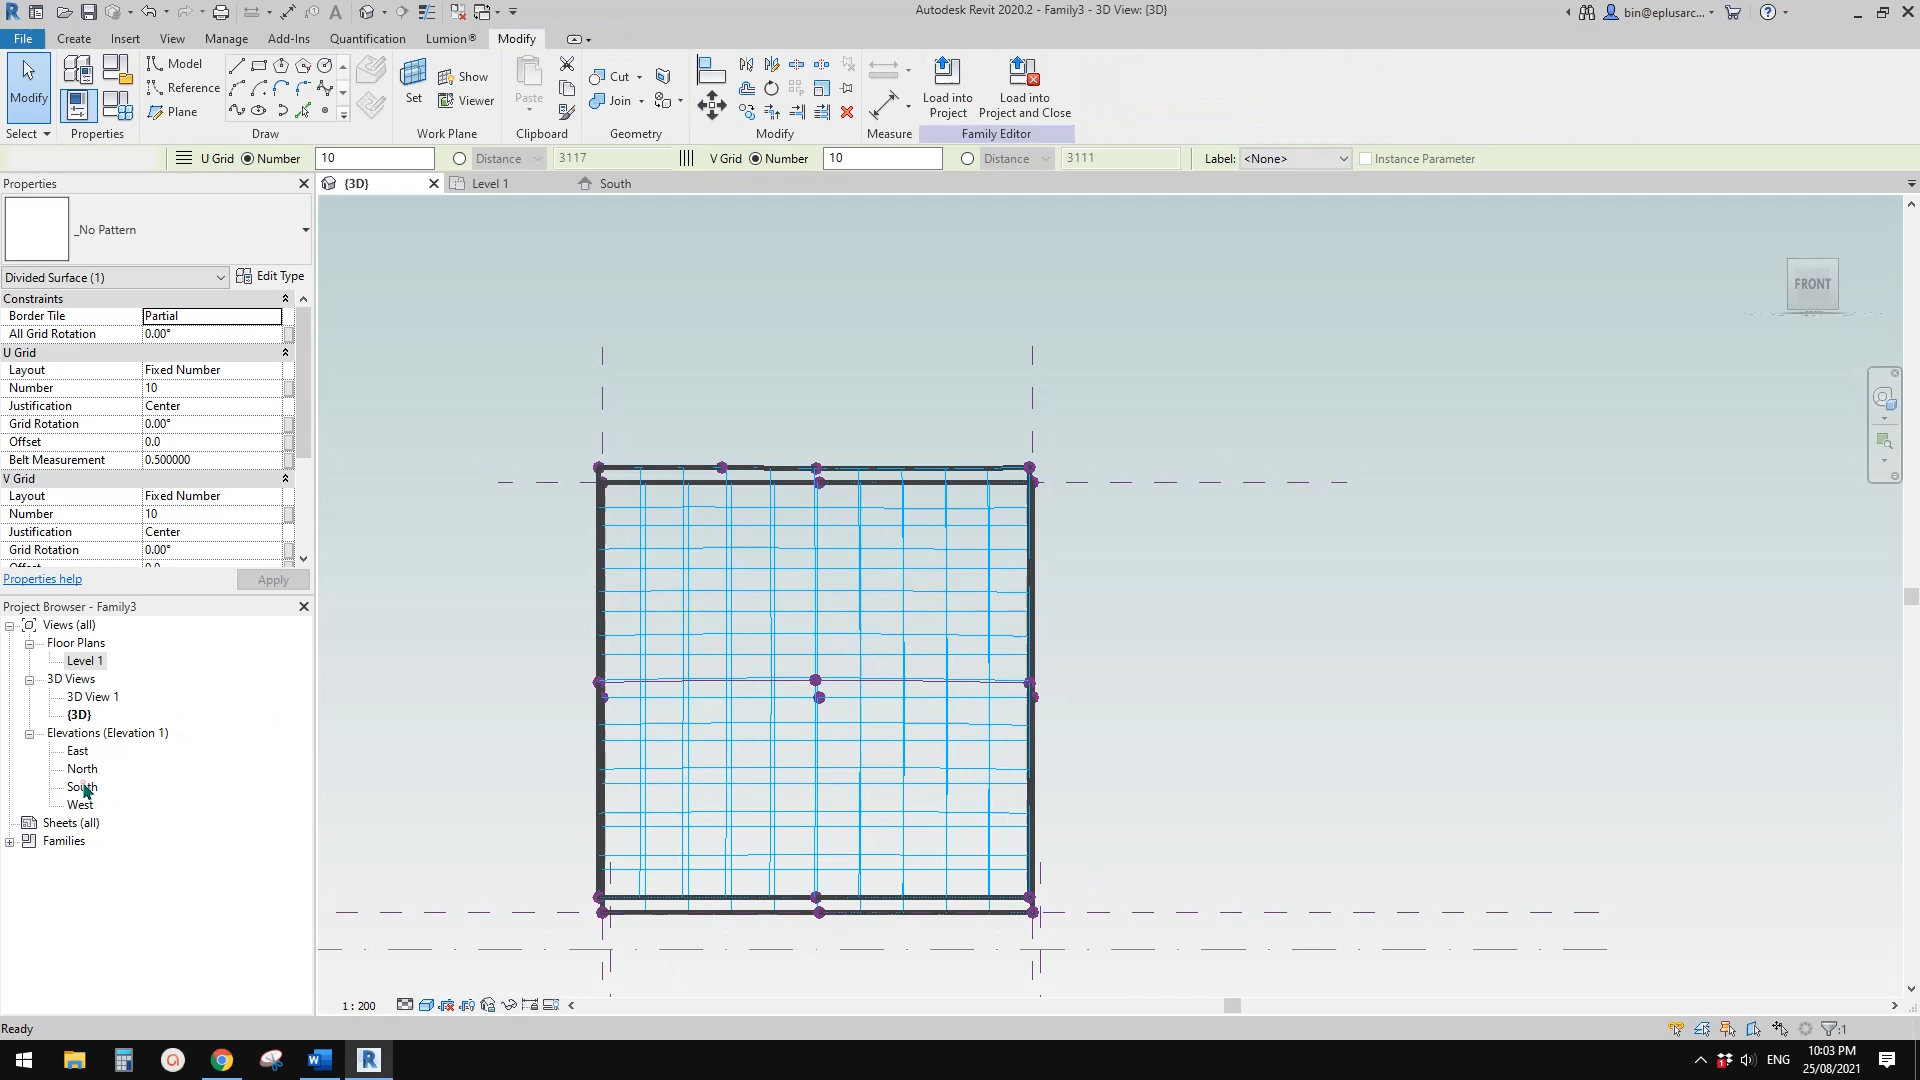 Autodesk Revit 2020.2 - Family3 - 3D View: {3D}
bin@eplusarc...
File Create Insert View Manage Add-Ins Quantification Lumion® Modify
Modify
Model
Reference
Plane
Set
Show
Viewer
Paste
Cut
Join
Load into
Project
Load into
Project and Close
Select Properties Draw Work Plane Clipboard Geometry Modify Measure Family Editor
U Grid Number 10 Distance 3117 V Grid Number 10 Distance 3111 Label: <None> Instance Parameter
Properties
{3D} Level 1 South
_No Pattern
Divided Surface (1) Edit Type
Constraints
Border Tile Partial
All Grid Rotation 0.00°
U Grid
Layout Fixed Number
Number 10
Justification Center
Grid Rotation 0.00°
Offset 0.0
Belt Measurement 0.500000
V Grid
Layout Fixed Number
Number 10
Justification Center
Grid Rotation 0.00°
Offset 0.0
Properties help Apply
Project Browser - Family3
Views (all)
Floor Plans
Level 1
3D Views
3D View 1
{3D}
Elevations (Elevation 1)
East
North
South
West
Sheets (all)
Families
FRONT
1 : 200
Ready
:1
ENG
10:03 PM
25/08/2021